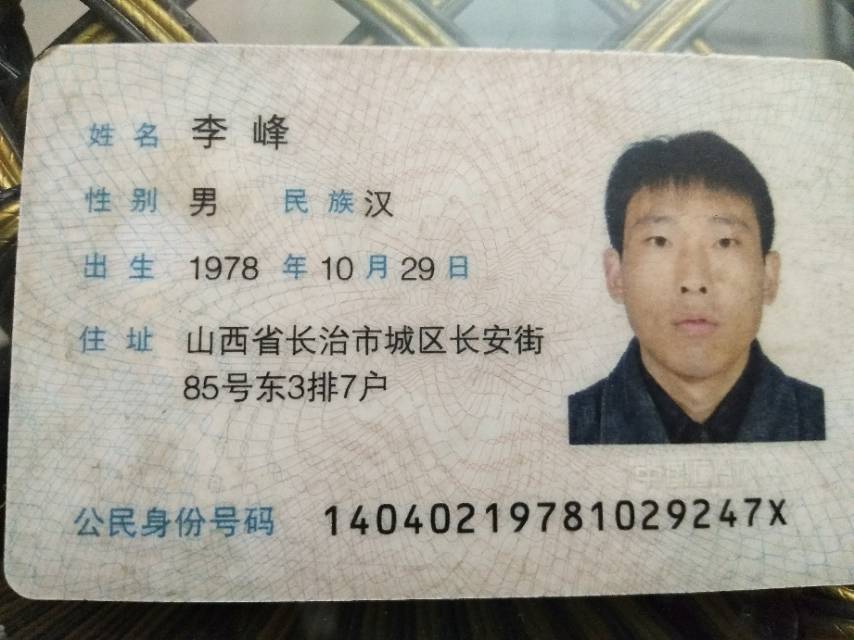 姓名 李峰
性别 男 民族 汉
出生 1978 年 10 月 29 日
住址 山西省长治市城区长安街
85号东3排7户
公民身份号码 14040219781029247X